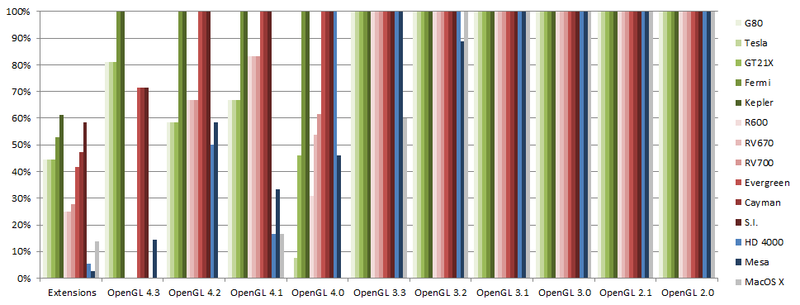 100%
90%
80%
70%
60%
50%
40%
30%
20%
10%
0%
Extensions OpenGL 4.3 OpenGL 4.2 OpenGL 4.1 OpenGL 4.0 OpenGL 3.3 OpenGL 3.2 OpenGL 3.1 OpenGL 3.0 OpenGL 2.1 OpenGL 2.0
G80
Tesla
GT21X
Fermi
Kepler
R600
RV670
RV700
Evergreen
Cayman
S.I.
HD 4000
Mesa
MacOS X